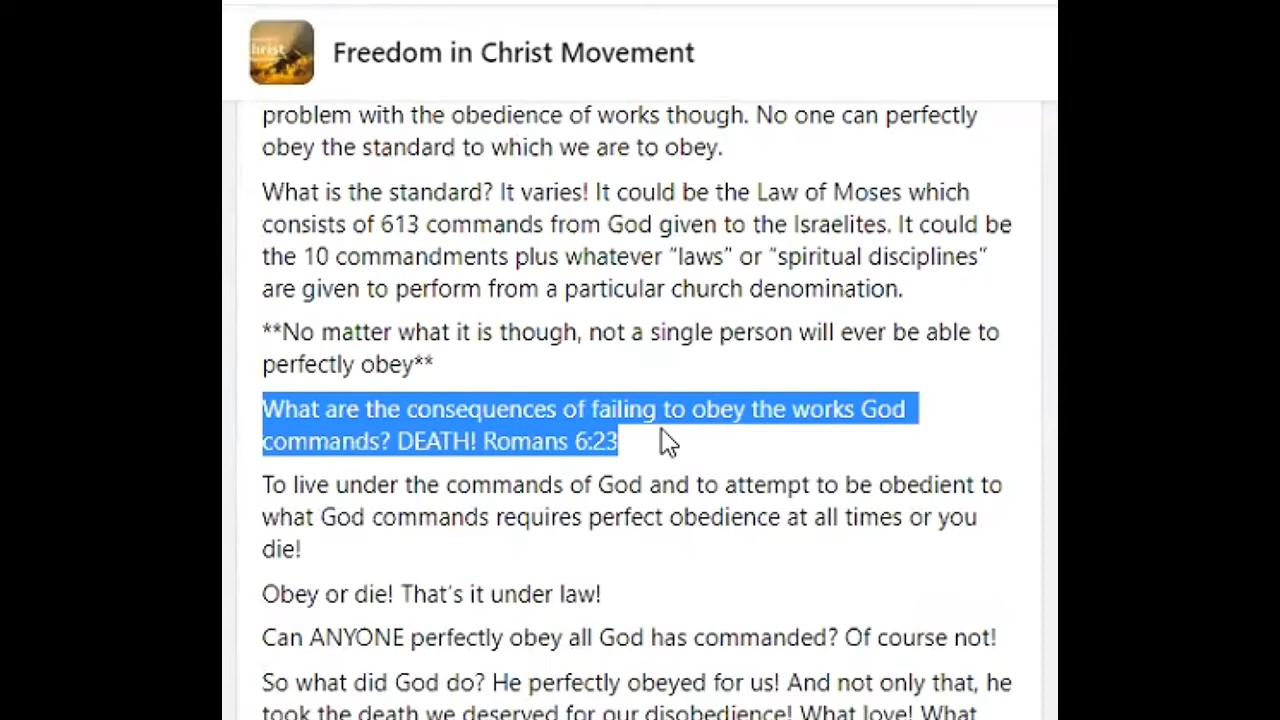 hrist
Freedom in Christ Movement
problem with the obedience of works though. No one can perfectly
obey the standard to which we are to obey.
What is the standard? It varies! It could be the Law of Moses which
consists of 613 commands from God given to the Israelites. It could be
the 10 commandments plus whatever “laws” or “spiritual disciplines”
are given to perform from a particular church denomination.
**No matter what it is though, not a single person will ever be able to
perfectly obey**
What are the consequences of failing to obey the works God
commands? DEATH! Romans 6:23
To live under the commands of God and to attempt to be obedient to
what God commands requires perfect obedience at all times or you
die!
Obey or die! That’s it under law!
Can ANYONE perfectly obey all God has commanded? Of course not!
So what did God do? He perfectly obeyed for us! And not only that, he
took the death we deserved for our disobedience! What love! What